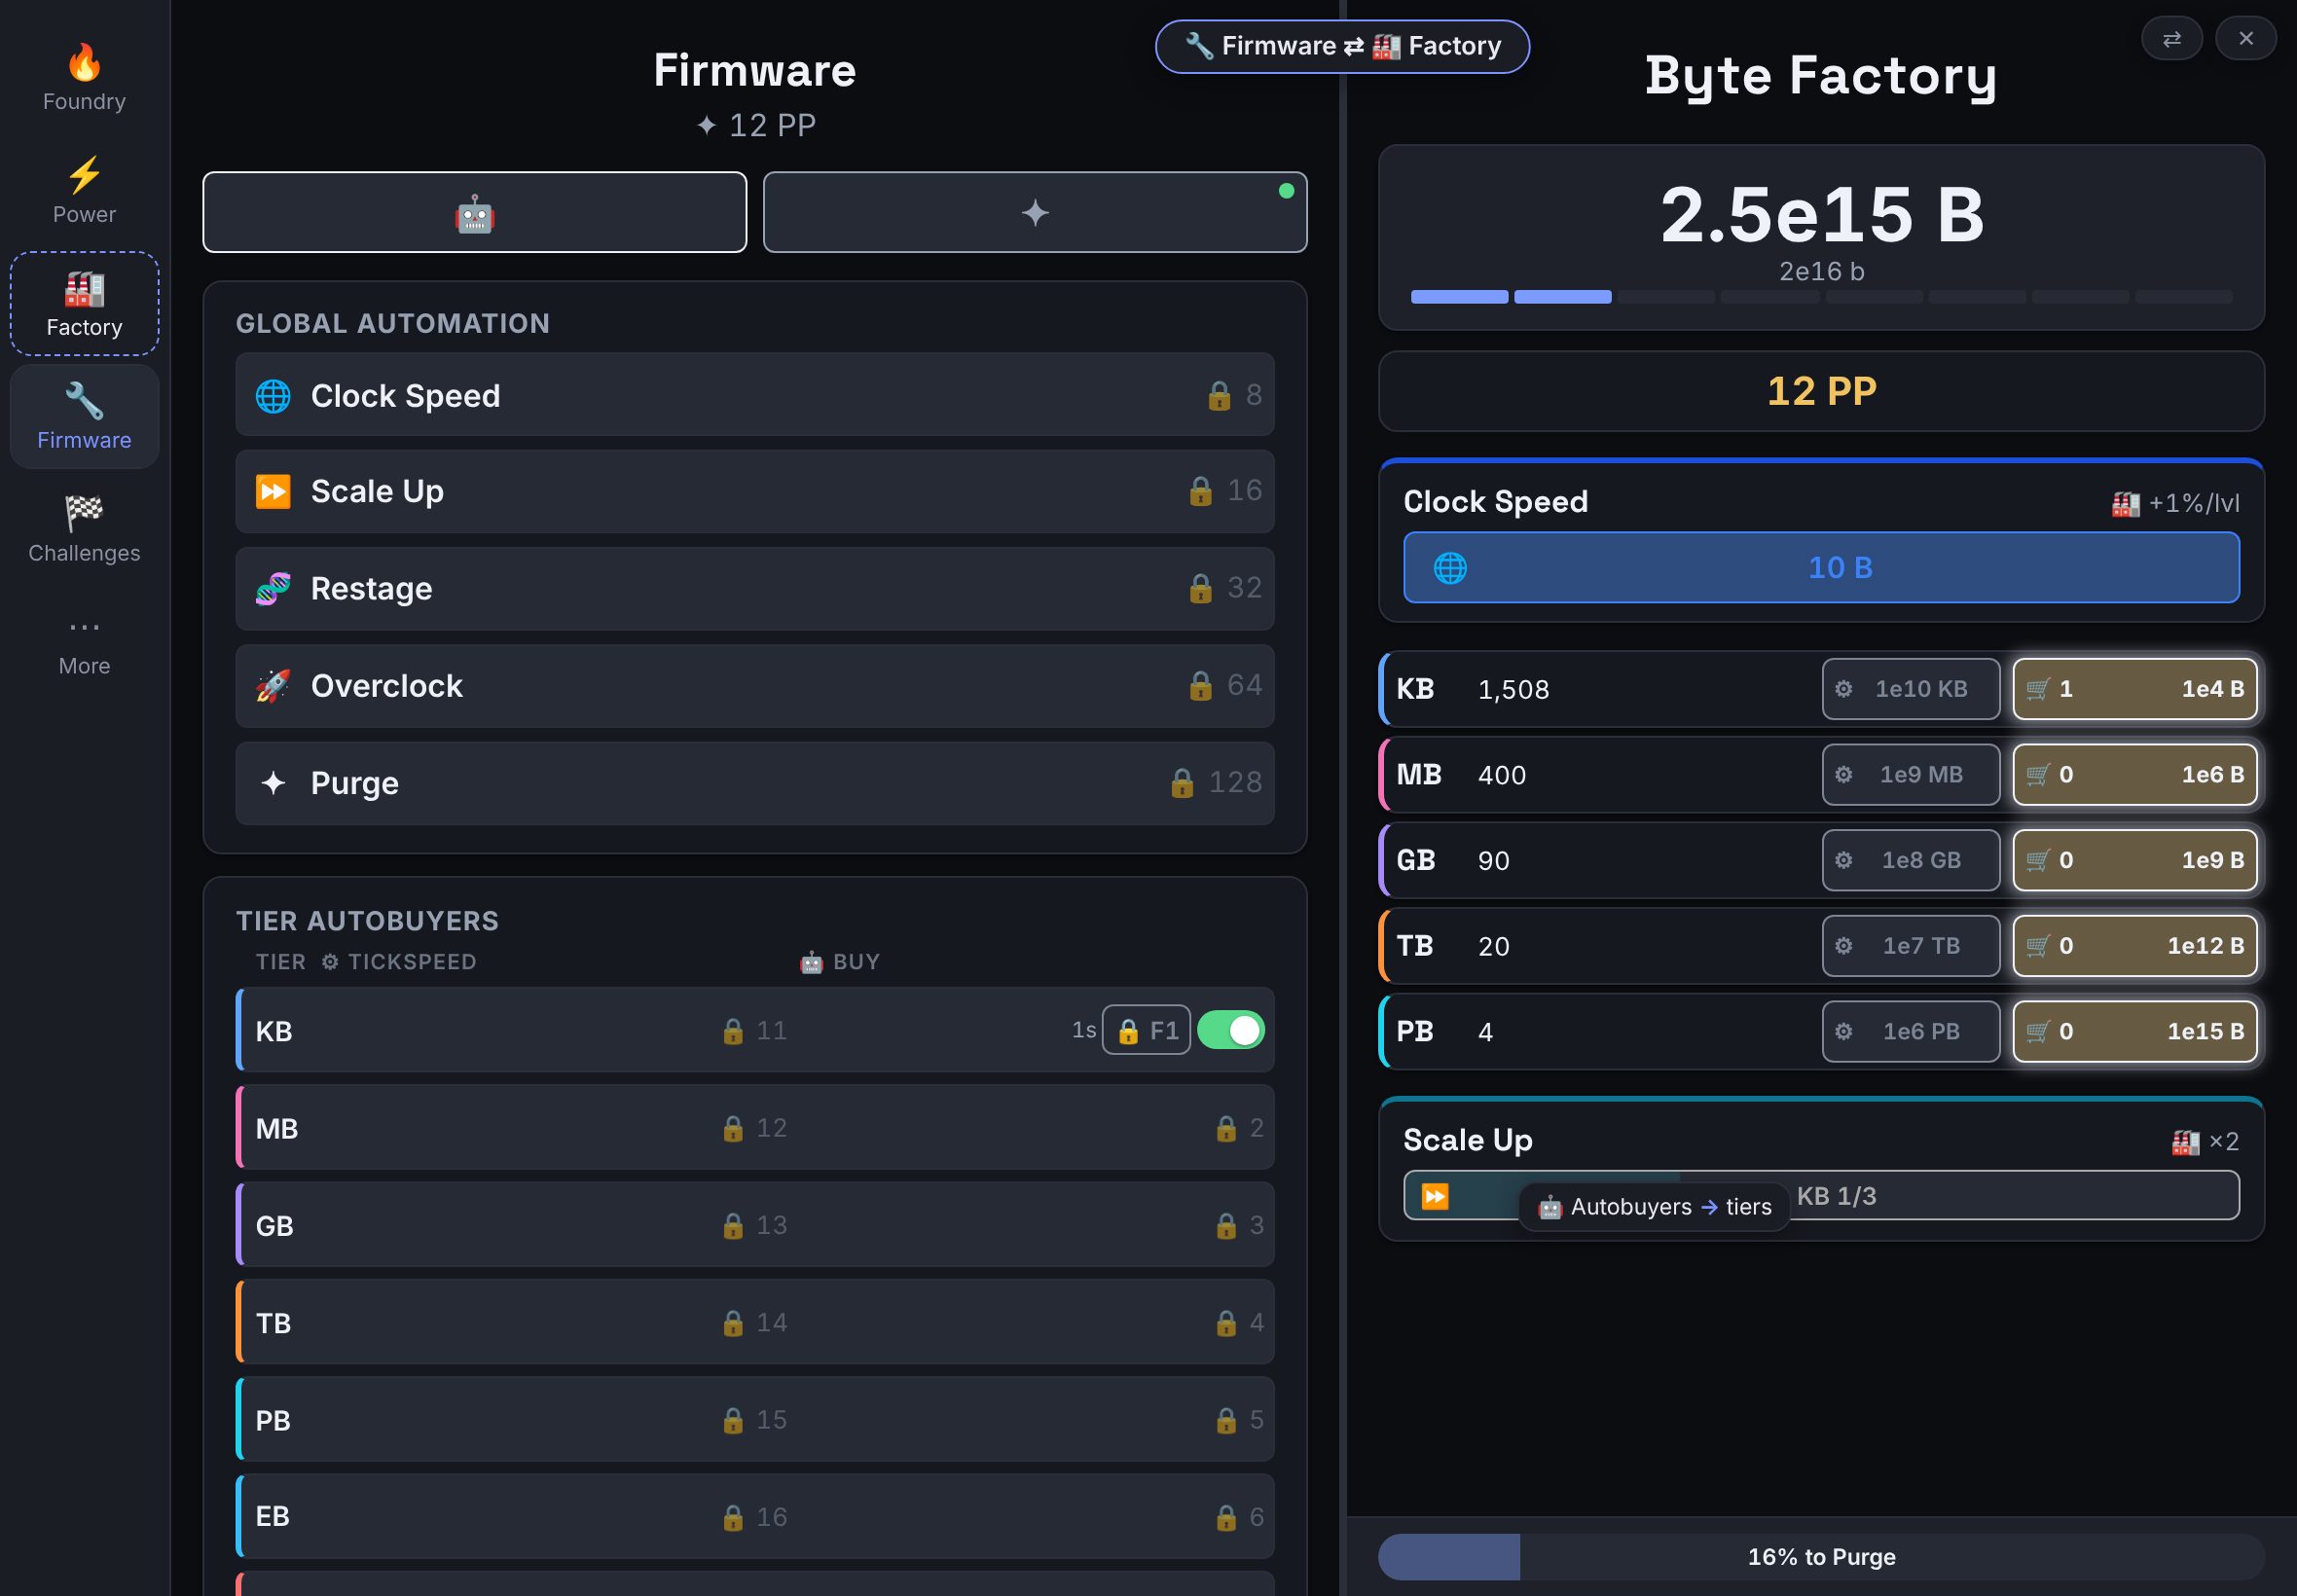 Foundry
Power
Factory
Firmware
Challenges
... More
🔧 Firmware ⇄ 🏭 Factory
Firmware
✦ 12 PP
GLOBAL AUTOMATION
Clock Speed 🔒 8
Scale Up 🔒 16
Restage 🔒 32
Overclock 🔒 64
Purge 🔒 128
TIER AUTOBUYERS
TIER ⚙ TICKSPEED 🤖 BUY
KB 🔒 11 1s 🔒 F1
MB 🔒 12 🔒 2
GB 🔒 13 🔒 3
TB 🔒 14 🔒 4
PB 🔒 15 🔒 5
EB 🔒 16 🔒 6
Byte Factory
2.5e15 B
2e16 b
12 PP
Clock Speed 🏭 +1%/lvl
10 B
KB 1,508 ⚙ 1e10 KB 🛒 1 1e4 B
MB 400 ⚙ 1e9 MB 🛒 0 1e6 B
GB 90 ⚙ 1e8 GB 🛒 0 1e9 B
TB 20 ⚙ 1e7 TB 🛒 0 1e12 B
PB 4 ⚙ 1e6 PB 🛒 0 1e15 B
Scale Up 🏭 ×2
KB 1/3
🤖 Autobuyers → tiers
16% to Purge